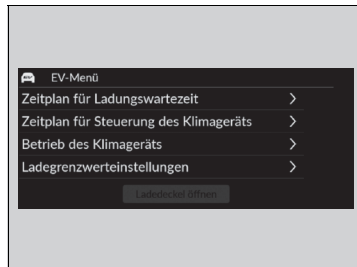 EV-Menü
Zeitplan für Ladungswartezeit
Zeitplan für Steuerung des Klimageräts
Betrieb des Klimageräts
Ladegrenzwerteinstellungen
Ladedeckel öffnen